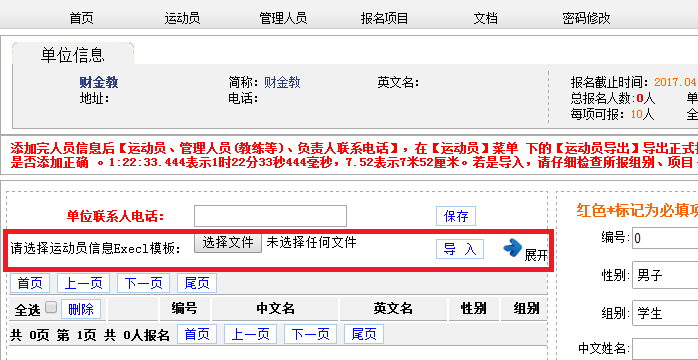 首页 运动员 管理人员 报名项目 文档 密码修改
单位信息
财金教 简称：财金教 英文名： 报名截止时间：2017.04
地址： 电话： 总报名人数:0人 单
每项可报：10人 全
添加完人员信息后【运动员、管理人员(教练等)、负责人联系电话】，在【运动员】菜单 下的【运动员导出】导出正式
是否添加正确 。1:22:33.444表示1时22分33秒444毫秒，7.52表示7米52厘米。若是导入，请仔细检查所报组别、项目
单位联系人电话： 保存
请选择运动员信息Execl模板： 选择文件 未选择任何文件 导 入 展开
首页 上一页 下一页 尾页
全选 删除 编号 中文名 英文名 性别 组别
共 0页 第 1页 共 0人报名 首页 上一页 下一页 尾页
红色*标记为必填项
编号: 0
性别: 男子
组别: 学生
中文姓名: